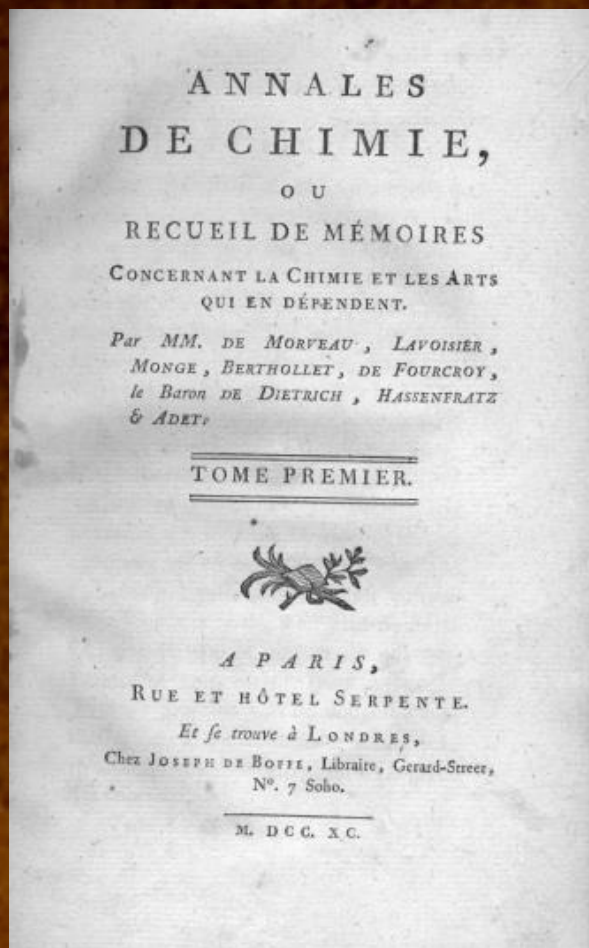 ANNALES
DE CHIMIE,
OU
RECUEIL DE MÉMOIRES
CONCERNANT LA CHIMIE ET LES ARTS
QUI EN DÉPENDENT.
Par MM. DE MORVEAU, LAVOISIER,
MONGE, BERTHOLLET, DE FOURCROY,
le Baron DE DIETRICH, HASSENFRATZ
& ADET.
TOME PREMIER.
A PARIS,
RUE ET HÔTEL SERPENTE.
Et ſe trouve à LONDRES,
Chez JOSEPH DE BOFFE, Libraire, Gerard-Street,
Nº. 7 Soho.
M. DCC. XC.